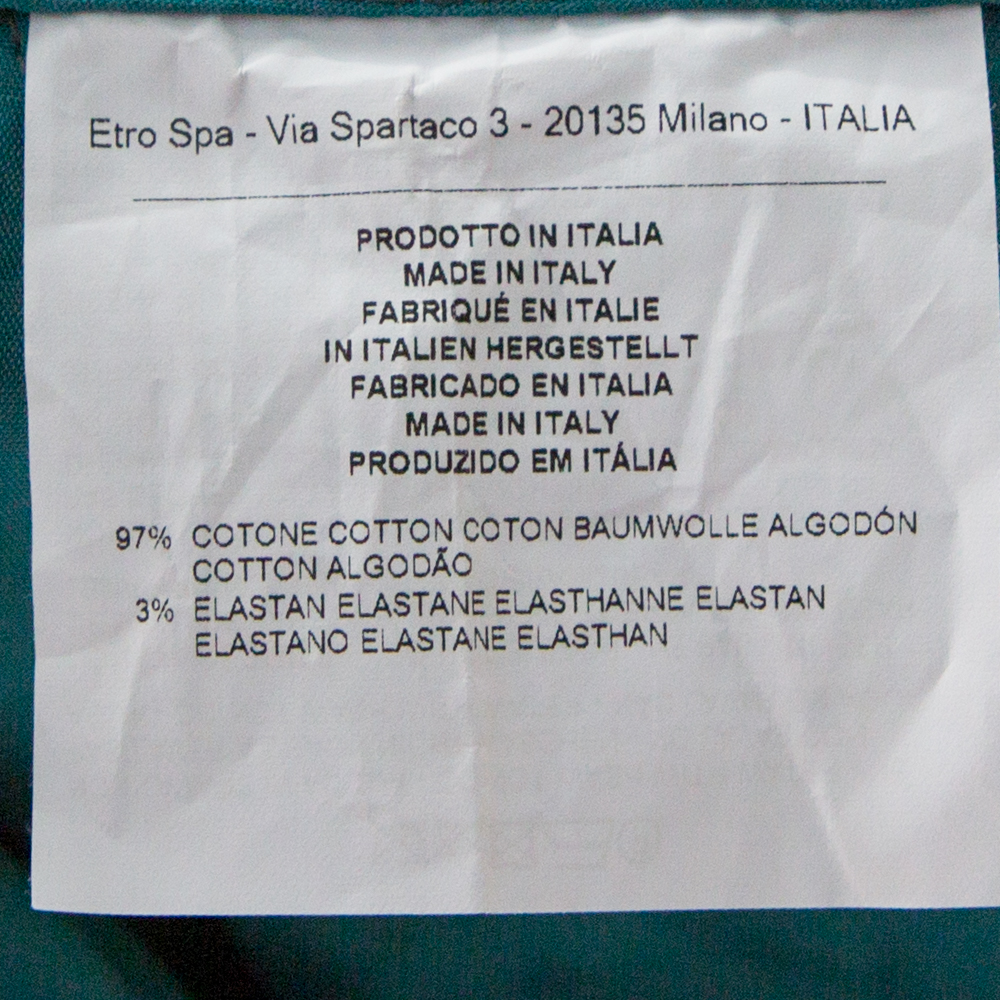 Etro Spa - Via Spartaco 3 - 20135 Milano - ITALIA
PRODOTTO IN ITALIA
MADE IN ITALY
FABRIQUÉ EN ITALIE
IN ITALIEN HERGESTELLT
FABRICADO EN ITALIA
MADE IN ITALY
PRODUZIDO EM ITÁLIA
97% COTONE COTTON COTON BAUMWOLLE ALGODÓN
COTTON ALGODÃO
3% ELASTAN ELASTANE ELASTHANNE ELASTAN
ELASTANO ELASTANE ELASTHAN